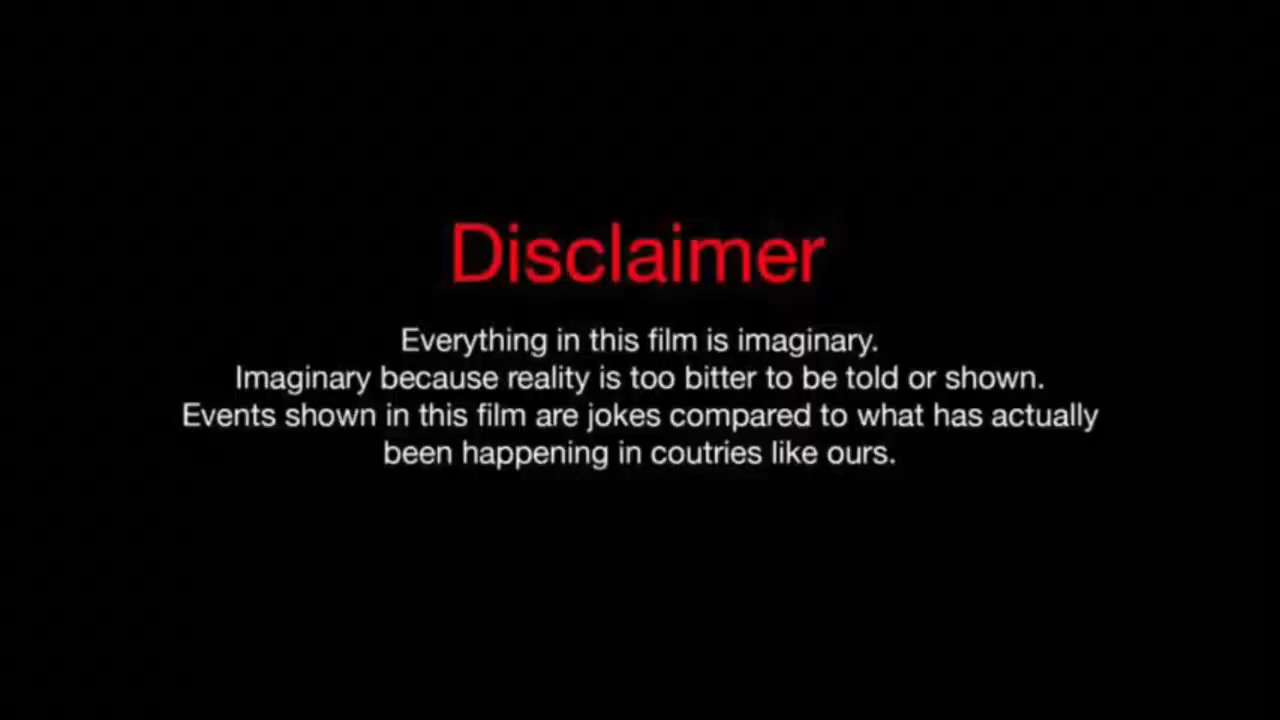 Disclaimer
Everything in this film is imaginary.
Imaginary because reality is too bitter to be told or shown.
Events shown in this film are jokes compared to what has actually
been happening in coutries like ours.